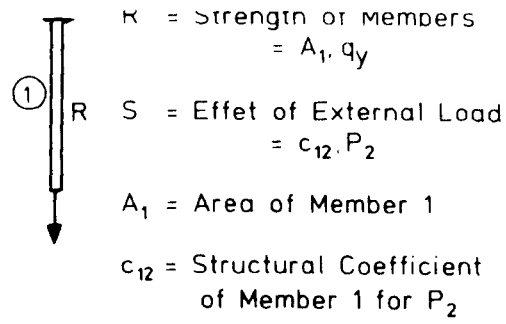 R = Strength of Members
= A1. qy
1
R
S = Effet of External Load
= c12. P2
A1 = Area of Member 1
c12 = Structural Coefficient
of Member 1 for P2